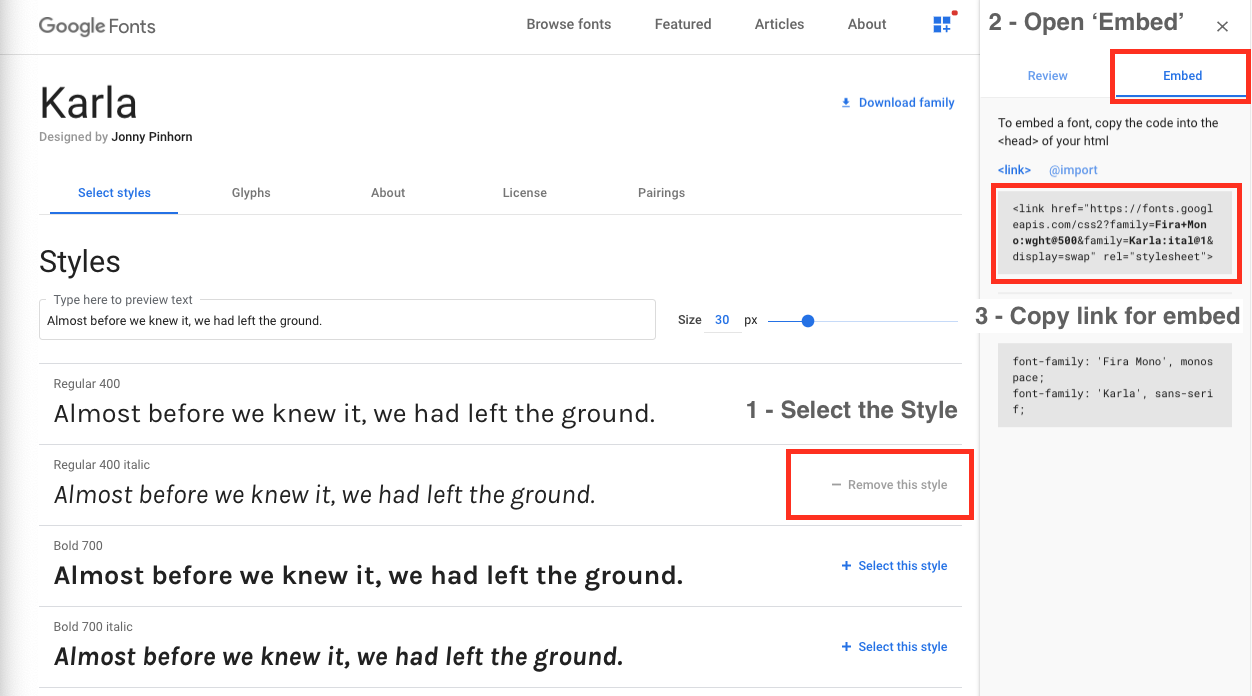 Google Fonts
Browse fonts
Featured
Articles
About
2 - Open ‘Embed’
Review
Embed
Karla
Designed by Jonny Pinhorn
Download family
To embed a font, copy the code into the
<head> of your html
<link>
@import
Select styles
Glyphs
About
License
Pairings
<link href="https://fonts.googl
eapis.com/css2?family=Fira+Mon
o:wght@500&family=Karla:ital@1&
display=swap" rel="stylesheet">
Styles
Type here to preview text
Almost before we knew it, we had left the ground.
Size 30 px
3 - Copy link for embed
font-family: 'Fira Mono', monos
pace;
font-family: 'Karla', sans-seri
f;
Regular 400
Almost before we knew it, we had left the ground.
1 - Select the Style
Regular 400 italic
Almost before we knew it, we had left the ground.
Remove this style
Bold 700
Almost before we knew it, we had left the ground.
+ Select this style
Bold 700 italic
Almost before we knew it, we had left the ground.
+ Select this style